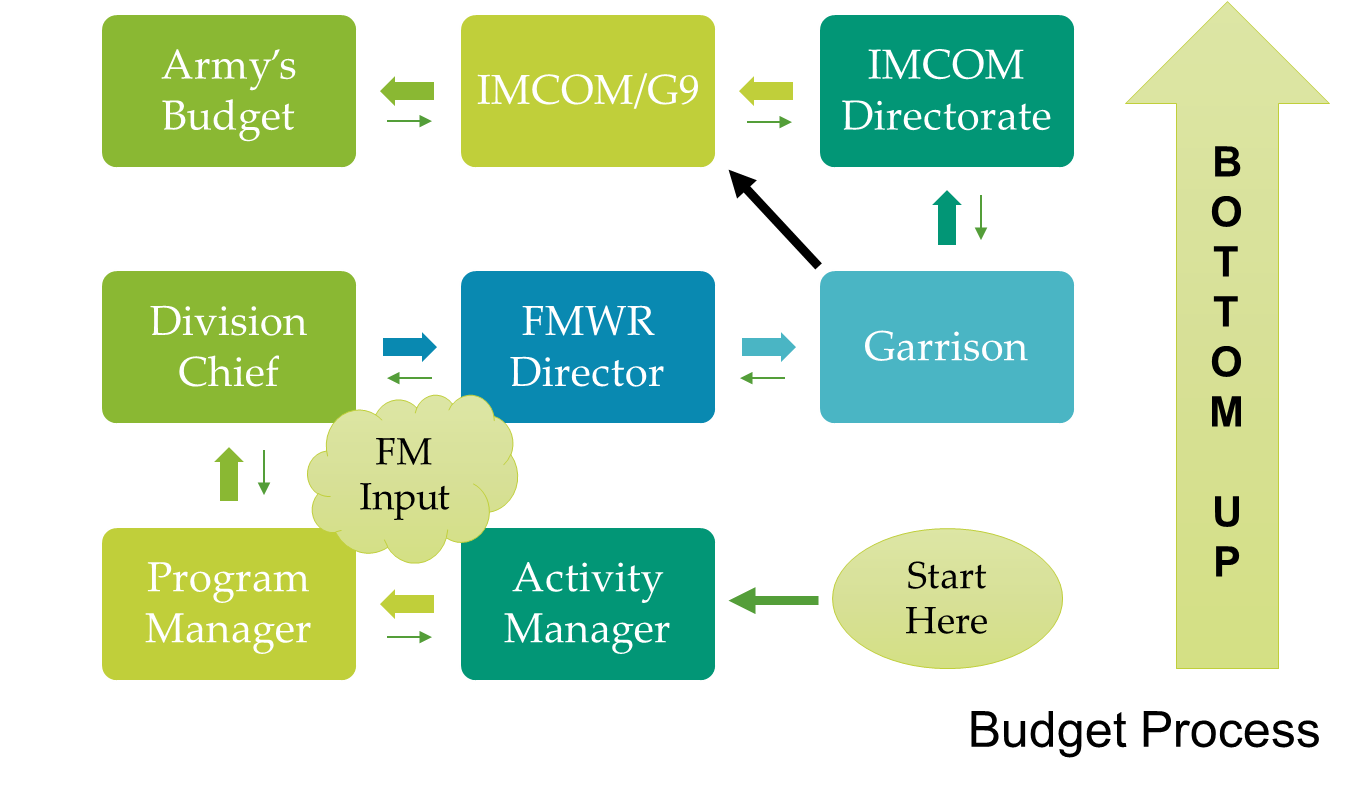 Army’s
Budget
IMCOM/G9
IMCOM
Directorate
Division
Chief
FMWR
Director
Garrison
FM
Input
Program
Manager
Activity
Manager
Start
Here
B
O
T
T
O
M
U
P
Budget Process